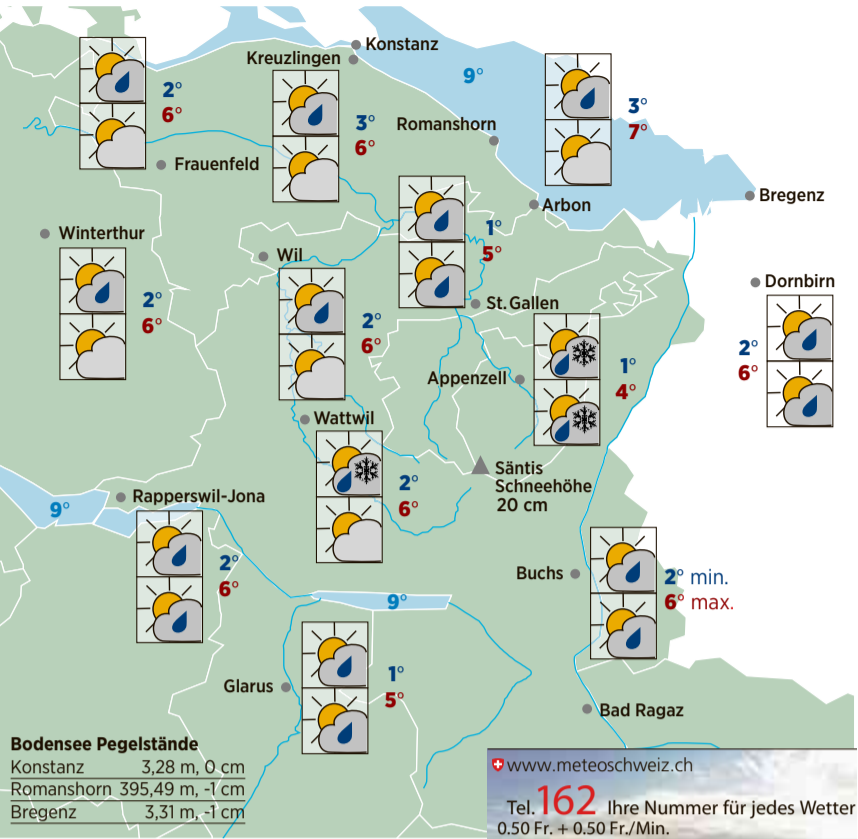 Konstanz
Kreuzlingen
9°
2°
6°
3°
6°
3°
7°
Romanshorn
Frauenfeld
Bregenz
Arbon
Winterthur
1°
5°
Wil
Dornbirn
2°
6°
St. Gallen
2°
6°
2°
6°
Appenzell
1°
4°
Wattwil
Säntis
Schneehöhe
20 cm
2°
6°
Rapperswil-Jona
9°
2°
6°
Buchs
2° min.
6° max.
9°
Glarus
1°
5°
Bad Ragaz
Bodensee Pegelstände
Konstanz 3,28 m, 0 cm
Romanshorn 395,49 m, -1 cm
Bregenz 3,31 m, -1 cm
www.meteoschweiz.ch
Tel. 162 Ihre Nummer für jedes Wetter
0.50 Fr. + 0.50 Fr./Min.